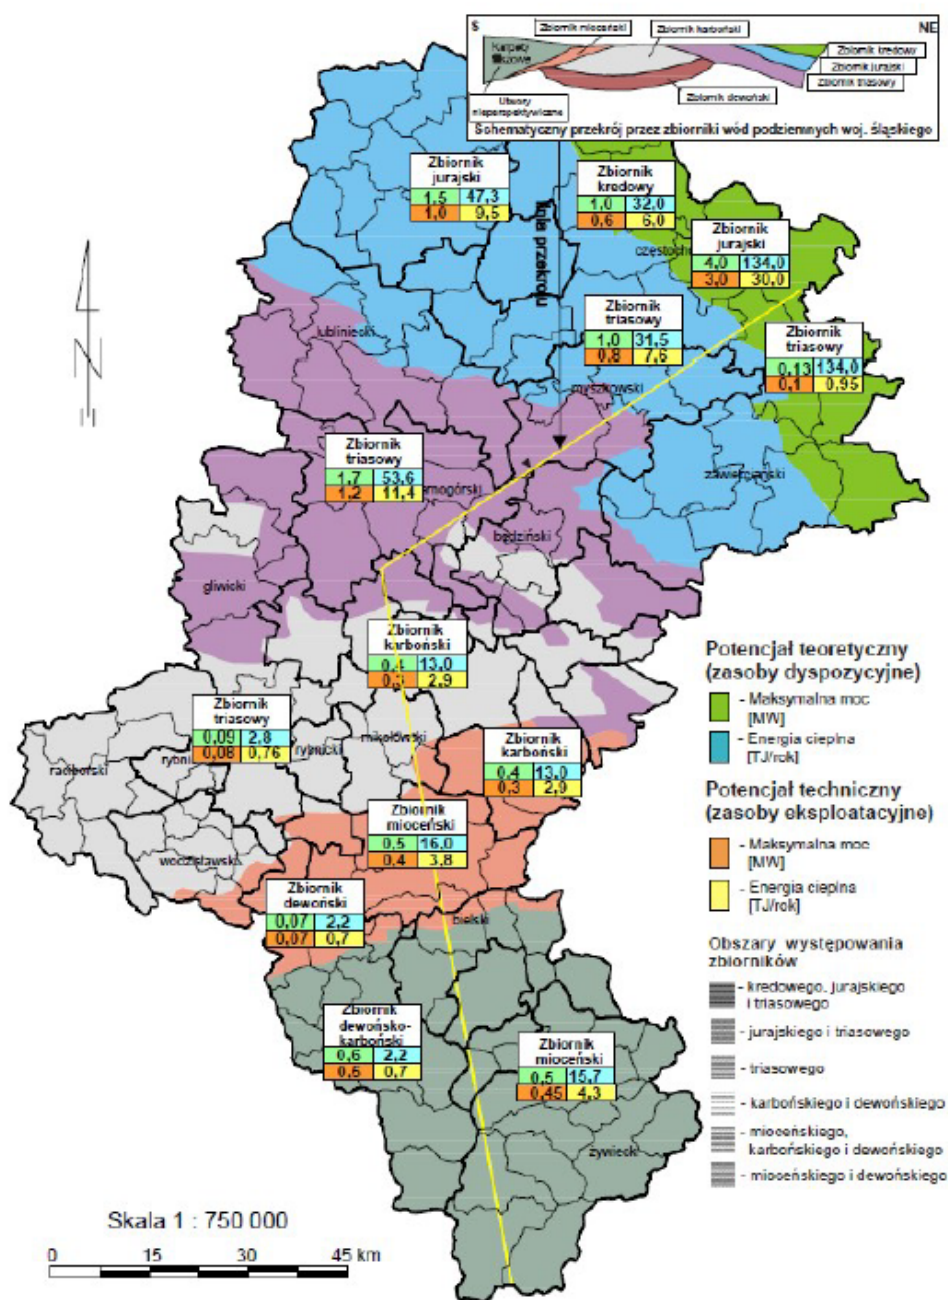 S
NE
Zbiornik mioceński
Zbiornik karboński
Karpaty
fliszowe
Zbiornik kredowy
Zbiornik jurajski
Zbiornik triasowy
Utwory
nieperspektywiczne
Zbiornik dewoński
Schematyczny przekrój przez zbiorniki wód podziemnych woj. śląskiego
linia przekroju
Zbiornik
jurajski
1,5 47,3
1,0 9,5
Zbiornik
kredowy
1,0 32,0
0,6 6,0
Zbiornik
jurajski
4,0 134,0
3,0 30,0
Zbiornik
triasowy
1,0 31,5
0,8 7,6
Zbiornik
triasowy
0,13 134,0
0,1 0,95
lubliniecki
myszkowski
Zbiornik
triasowy
1,7 53,6
1,2 11,4
zawierciański
będziński
gliwicki
N
Zbiornik
karboński
0,4 13,0
0,3 2,9
Zbiornik
triasowy
0,09 2,8
0,08 0,76
raciborski
rybnicki
mikołowski
Zbiornik
karboński
0,4 13,0
0,3 2,9
Zbiornik
mioceński
0,5 16,0
0,4 3,8
wodzisławski
Zbiornik
dewoński
0,07 2,2
0,07 0,7
bielski
Zbiornik
dewońsko-
karboński
0,6 2,2
0,6 0,7
Zbiornik
mioceński
0,5 15,7
0,45 4,3
żywiecki
Potencjał teoretyczny
(zasoby dyspozycyjne)
- Maksymalna moc
[MW]
- Energia cieplna
[TJ/rok]
Potencjał techniczny
(zasoby eksploatacyjne)
- Maksymalna moc
[MW]
- Energia cieplna
[TJ/rok]
Obszary występowania
zbiorników
- kredowego, jurajskiego
i triasowego
- jurajskiego i triasowego
- triasowego
- karbońskiego i dewońskiego
- mioceńskiego,
karbońskiego i dewońskiego
- mioceńskiego i dewońskiego
Skala 1 : 750 000
0 15 30 45 km